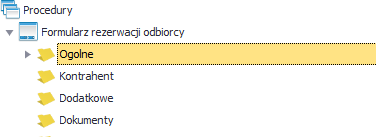 Procedury
Formularz rezerwacji odbiorcy
Ogolne
Kontrahent
Dodatkowe
Dokumenty